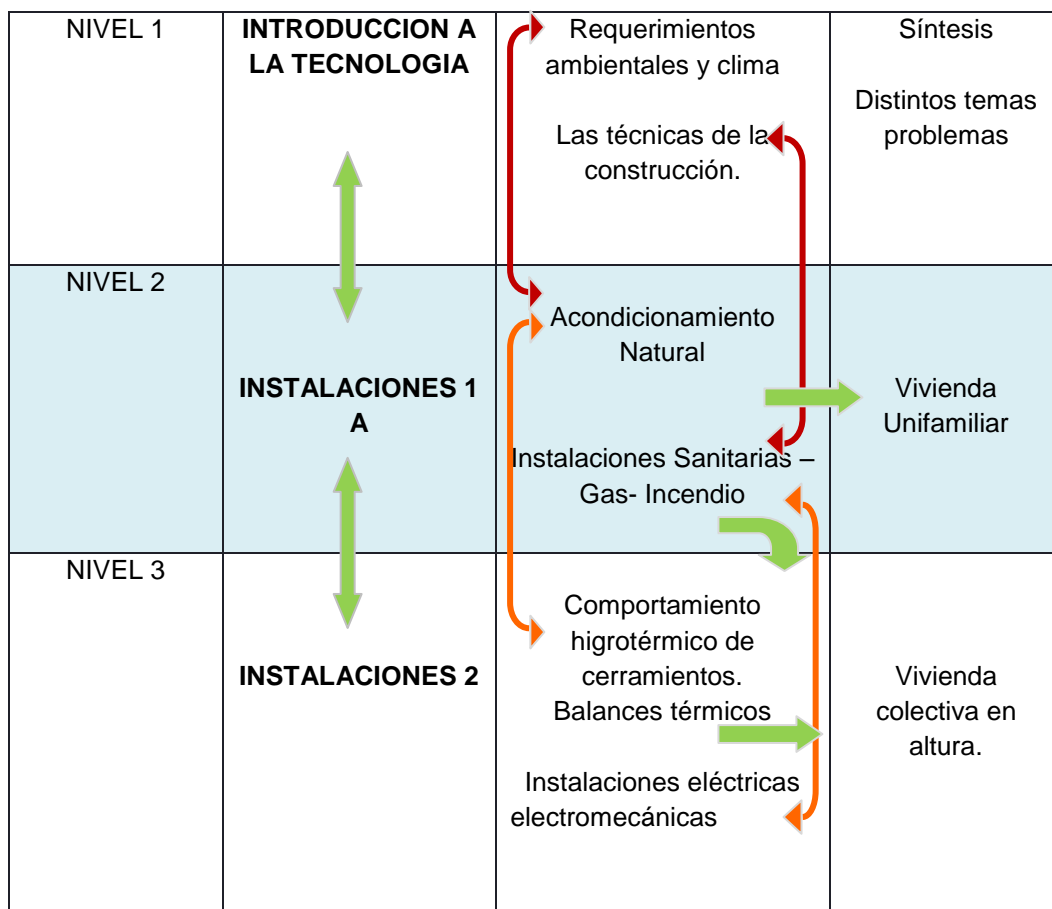 NIVEL 1
INTRODUCCION A
LA TECNOLOGIA
Requerimientos
ambientales y clima
Las técnicas de la
construcción.
Síntesis
Distintos temas
problemas
NIVEL 2
INSTALACIONES 1
A
Acondicionamiento
Natural
Instalaciones Sanitarias –
Gas- Incendio
Vivienda
Unifamiliar
NIVEL 3
INSTALACIONES 2
Comportamiento
higrotérmico de
cerramientos.
Balances térmicos
Instalaciones eléctricas
electromecánicas
Vivienda
colectiva en
altura.